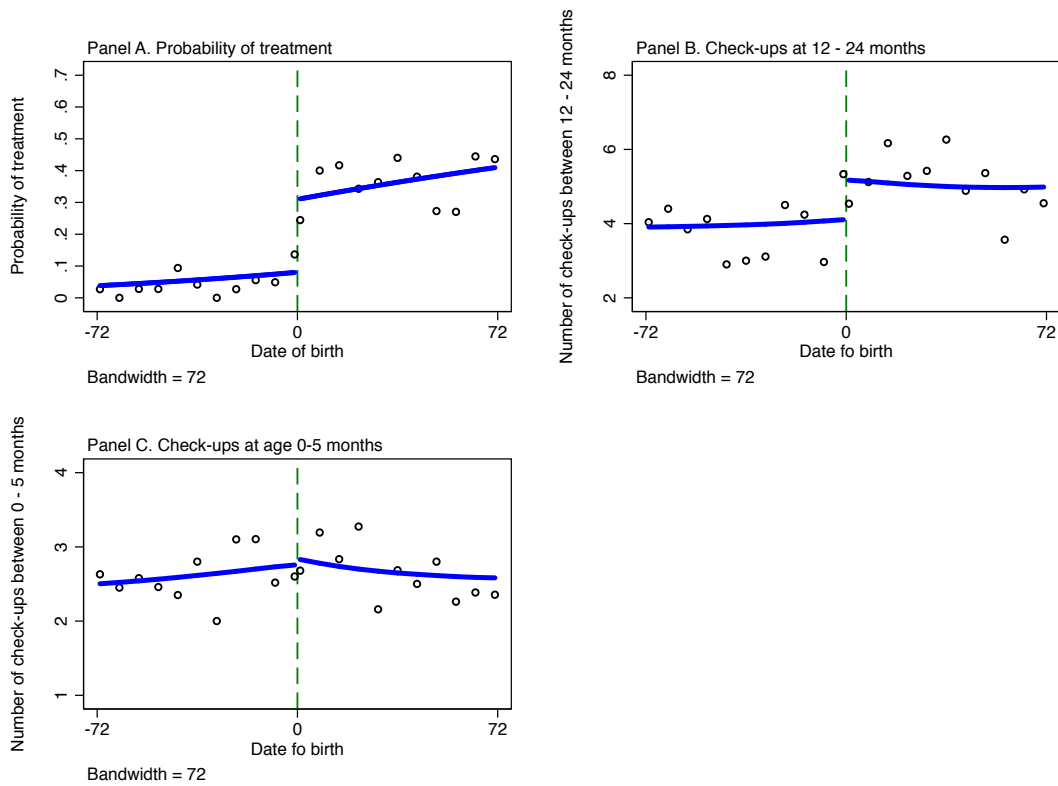 Panel A. Probability of treatment
Probability of treatment
.7
.6
.5
.4
.3
.2
.1
0
-72
0
72
Date of birth
Bandwidth = 72
Panel B. Check-ups at 12 - 24 months
Number of check-ups between 12 - 24 months
8
6
4
2
-72
0
72
Date fo birth
Bandwidth = 72
Panel C. Check-ups at age 0-5 months
Number of check-ups between 0 - 5 months
4
3
2
1
-72
0
72
Date fo birth
Bandwidth = 72